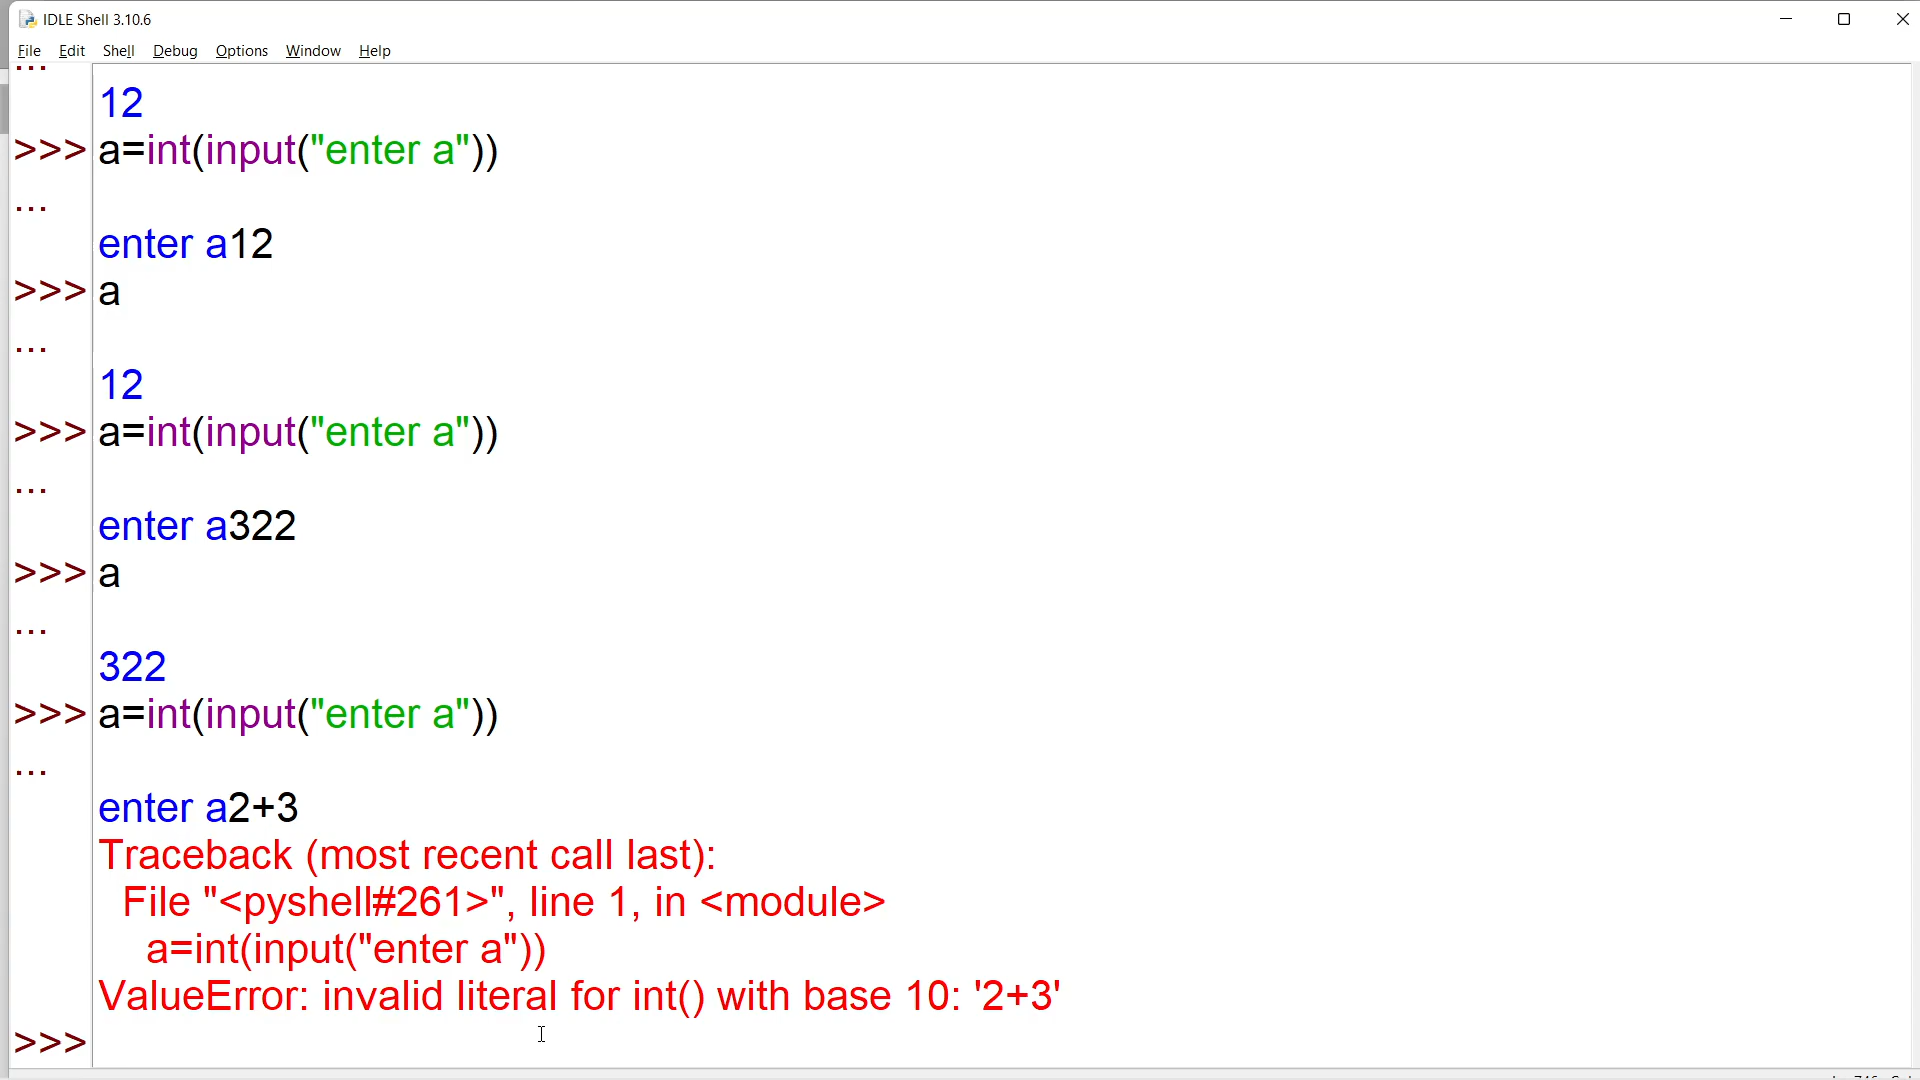 IDLE Shell 3.10.6
File Edit Shell Debug Options Window Help
...
12
>>> a=int(input("enter a"))
...
enter a12
>>> a
...
12
>>> a=int(input("enter a"))
...
enter a322
>>> a
...
322
>>> a=int(input("enter a"))
...
enter a2+3
Traceback (most recent call last):
File "<pyshell#261>", line 1, in <module>
a=int(input("enter a"))
ValueError: invalid literal for int() with base 10: '2+3'
>>>